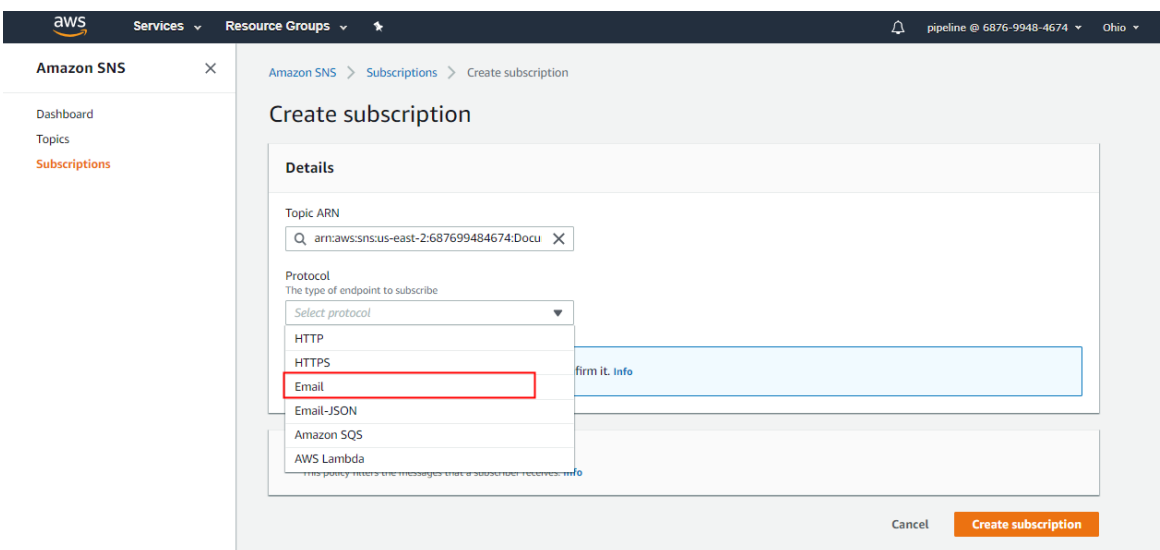 aws Services Resource Groups pipeline @ 6876-9948-4674 Ohio
Amazon SNS
Amazon SNS > Subscriptions > Create subscription
Dashboard
Topics
Subscriptions
Create subscription
Details
Topic ARN
arn:aws:sns:us-east-2:687699484674:Docu
Protocol
The type of endpoint to subscribe
Select protocol
HTTP
HTTPS
firm it. Info
Email
Email-JSON
Amazon SQS
AWS Lambda
This policy filters the messages that a subscriber receives. Info
Cancel Create subscription